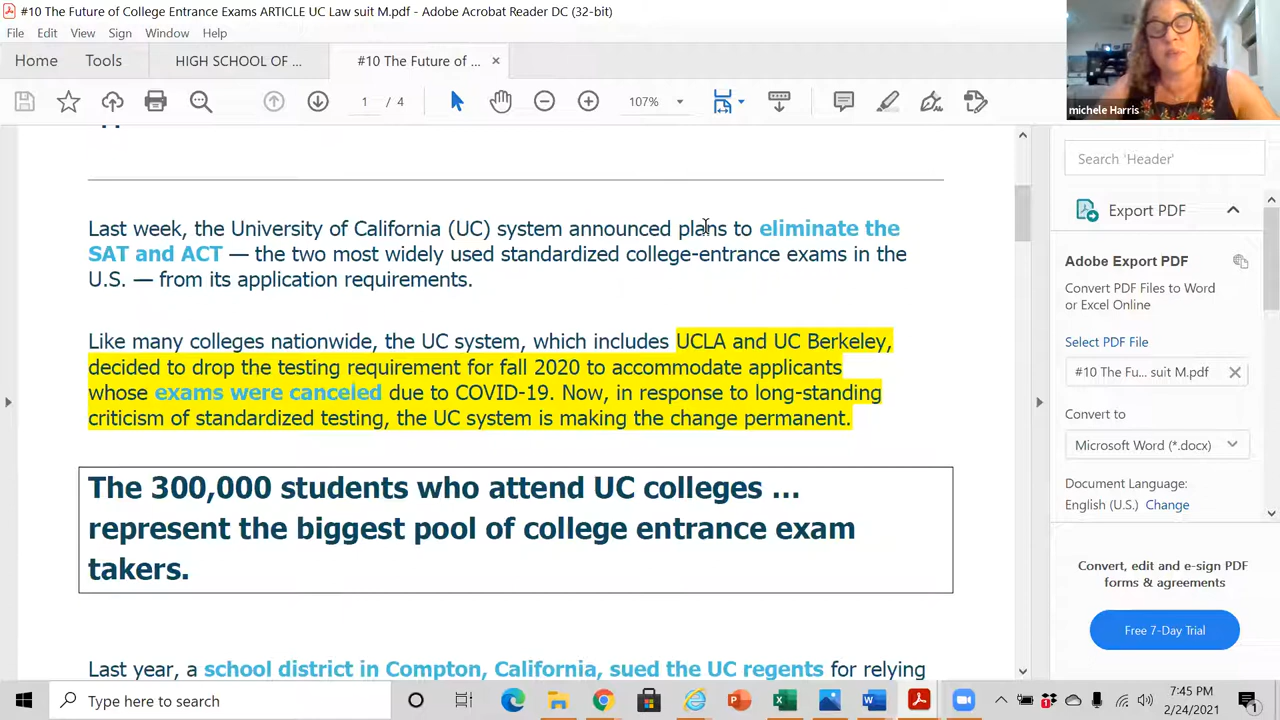 #10 The Future of College Entrance Exams ARTICLE UC Law suit M.pdf - Adobe Acrobat Reader DC (32-bit)
File Edit View Sign Window Help
Home Tools HIGH SCHOOL OF ... #10 The Future of ... ×
1 / 4 107%
michele Harris
Last week, the University of California (UC) system announced plans to eliminate the
SAT and ACT — the two most widely used standardized college-entrance exams in the
U.S. — from its application requirements.
Like many colleges nationwide, the UC system, which includes UCLA and UC Berkeley,
decided to drop the testing requirement for fall 2020 to accommodate applicants
whose exams were canceled due to COVID-19. Now, in response to long-standing
criticism of standardized testing, the UC system is making the change permanent.
The 300,000 students who attend UC colleges ...
represent the biggest pool of college entrance exam
takers.
Last year, a school district in Compton, California, sued the UC regents for relying
Search 'Header'
Export PDF
Adobe Export PDF
Convert PDF Files to Word
or Excel Online
Select PDF File
#10 The Fu... suit M.pdf
Convert to
Microsoft Word (*.docx)
Document Language:
English (U.S.) Change
Convert, edit and e-sign PDF
forms & agreements
Free 7-Day Trial
Type here to search
7:45 PM
2/24/2021